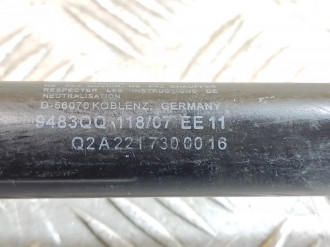 RESPECTER LES INSTRUCTIONS DE
NEUTRALISATION
D-56070 KOBLENZ, GERMANY
9483QQ 118/07 EE 11
Q2A2217300016